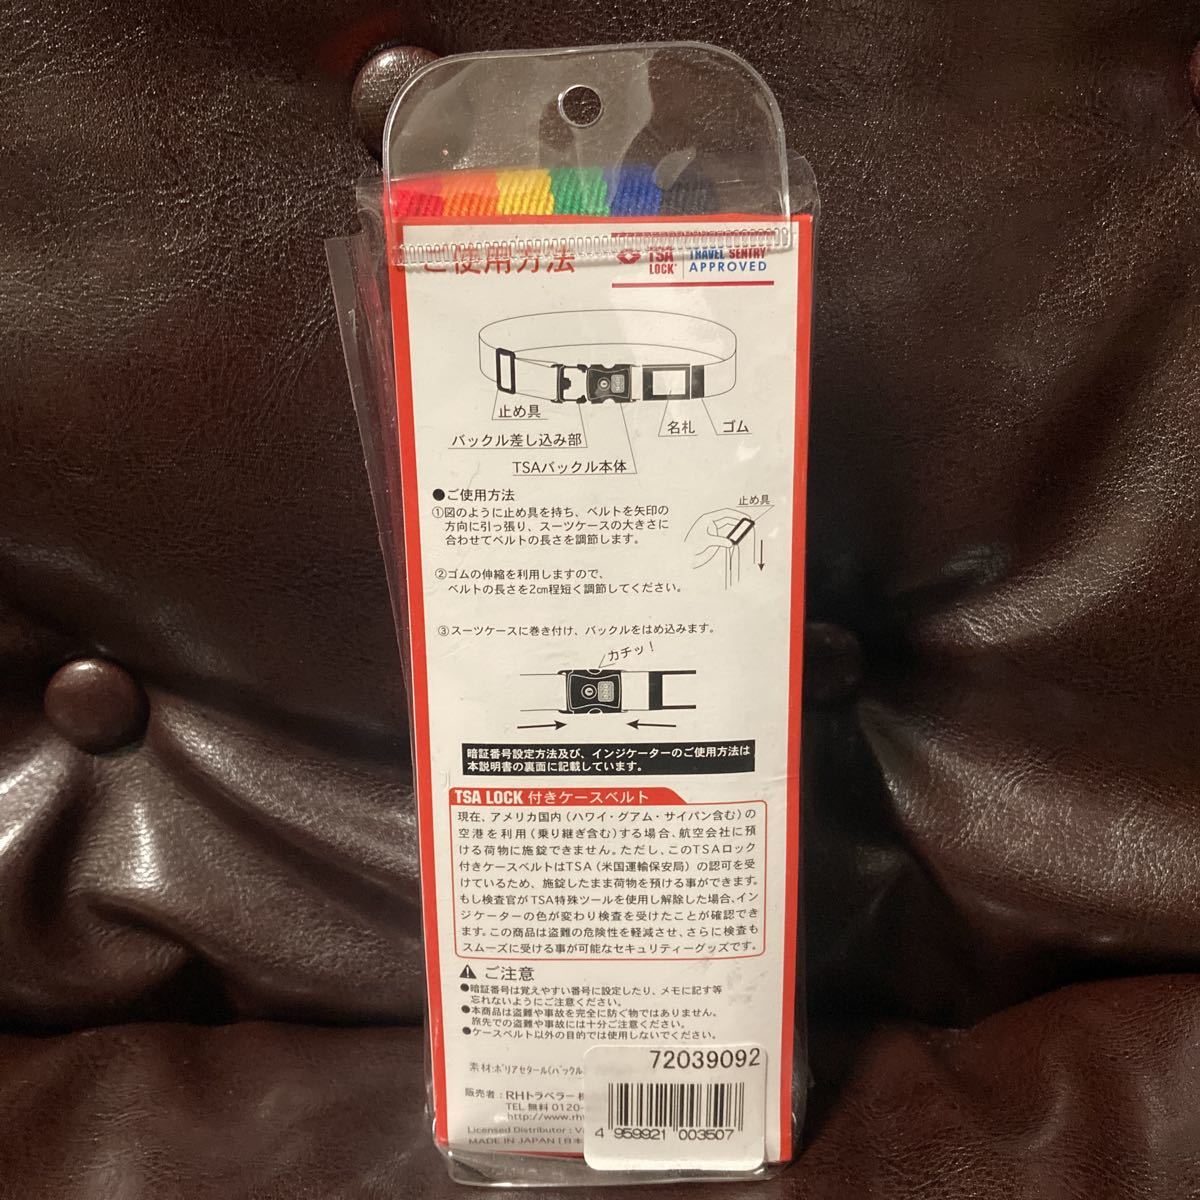 ご使用方法
TSA LOCK
TRAVEL SENTRY
APPROVED
止め具
バックル差し込み部
TSAバックル本体
名札
ゴム
●ご使用方法
①図のように止め具を持ち、ベルトを矢印の
方向に引っ張り、スーツケースの大きさに
合わせてベルトの長さを調節します。
止め具
②ゴムの伸縮を利用しますので、
ベルトの長さを2cm程短く調節してください。
③スーツケースに巻き付け、バックルをはめ込みます。
カチッ!
暗証番号設定方法及び、インジケーターのご使用方法は
本説明書の裏面に記載しています。
TSA LOCK 付きケースベルト
現在、アメリカ国内(ハワイ・グアム・サイパン含む)の
空港を利用(乗り継ぎ含む)する場合、航空会社に預
ける荷物に施錠できません。ただし、このTSAロック
付きケースベルトはTSA(米国運輸保安局)の認可を受
けているため、施錠したまま荷物を預ける事ができます。
もし検査官がTSA特殊ツールを使用し解除した場合、イン
ジケーターの色が変わり検査を受けたことが確認でき
ます。この商品は盗難の危険性を軽減させ、さらに検査も
スムーズに受ける事が可能なセキュリティーグッズです。
ご注意
●暗証番号は覚えやすい番号に設定したり、メモに記す等
忘れないようにご注意ください。
●本商品は盗難や事故を完全に防ぐ物ではありません。
旅先での盗難や事故には十分ご注意ください。
●ケースベルト以外の目的では使用しないでください。
素材:ポリアセタール(バックル
販売者:RHトラベラー
TEL 無料 0120-
http://www.rh
Licensed Distributor : Va
MADE IN JAPAN [日本
72039092
4 959921 003507